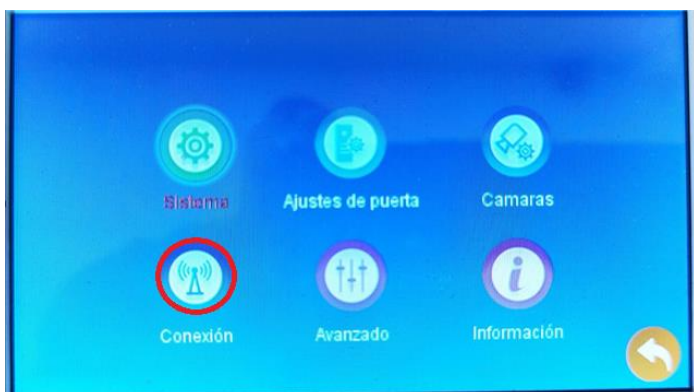 Sistema
Ajustes de puerta
Camaras
Conexión
Avanzado
Información